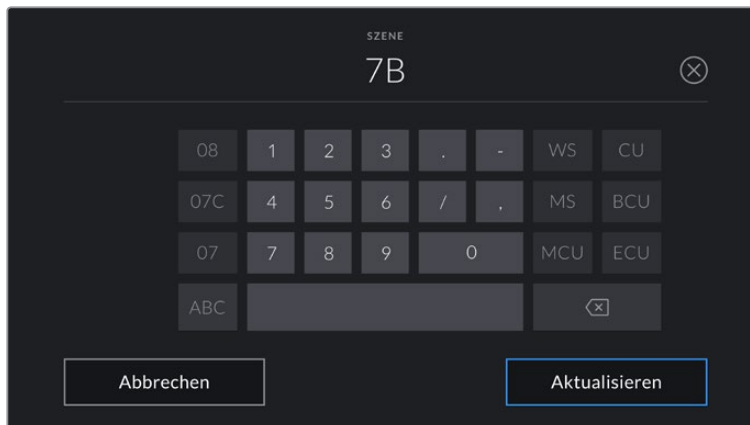 SZENE
7B
08 1 2 3 . - WS CU
07C 4 5 6 / , MS BCU
07 7 8 9 0 MCU ECU
ABC
Abbrechen Aktualisieren